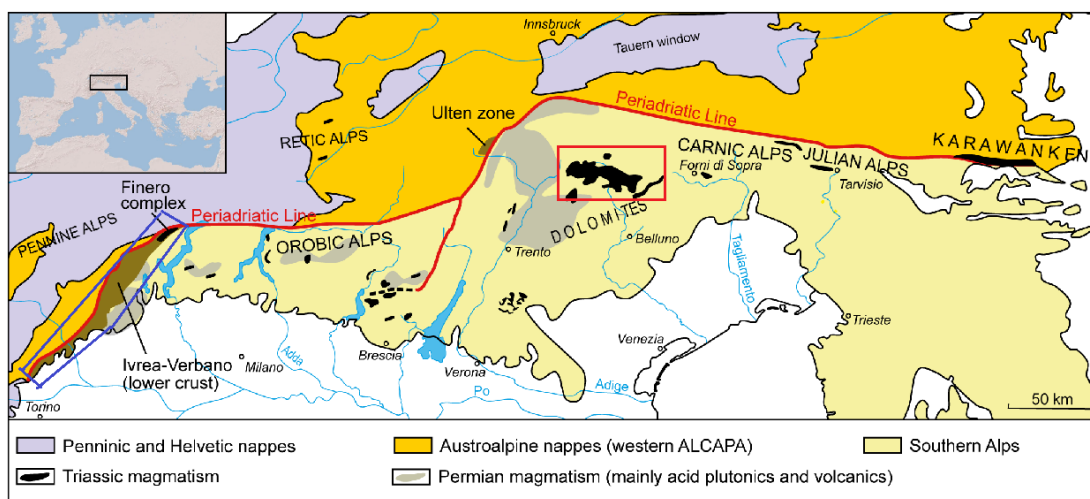 Innsbruck
Tauern window
Ulten zone
Periadriatic Line
RETIC ALPS
KARAWANKEN
CARNIC ALPS
JULIAN ALPS
Forni di Sopra
Tarvisio
Finero
complex
Periadriatic Line
PENNINE ALPS
OROBIC ALPS
DOLOMITES
Trento
Belluno
Tagliamento
Ivrea-Verbano
(lower crust)
Milano
Adda
Brescia
Verona
Venezia
Trieste
Po
Adige
Torino
50 km
Penninic and Helvetic nappes
Austroalpine nappes (western ALCAPA)
Southern Alps
Triassic magmatism
Permian magmatism (mainly acid plutonics and volcanics)